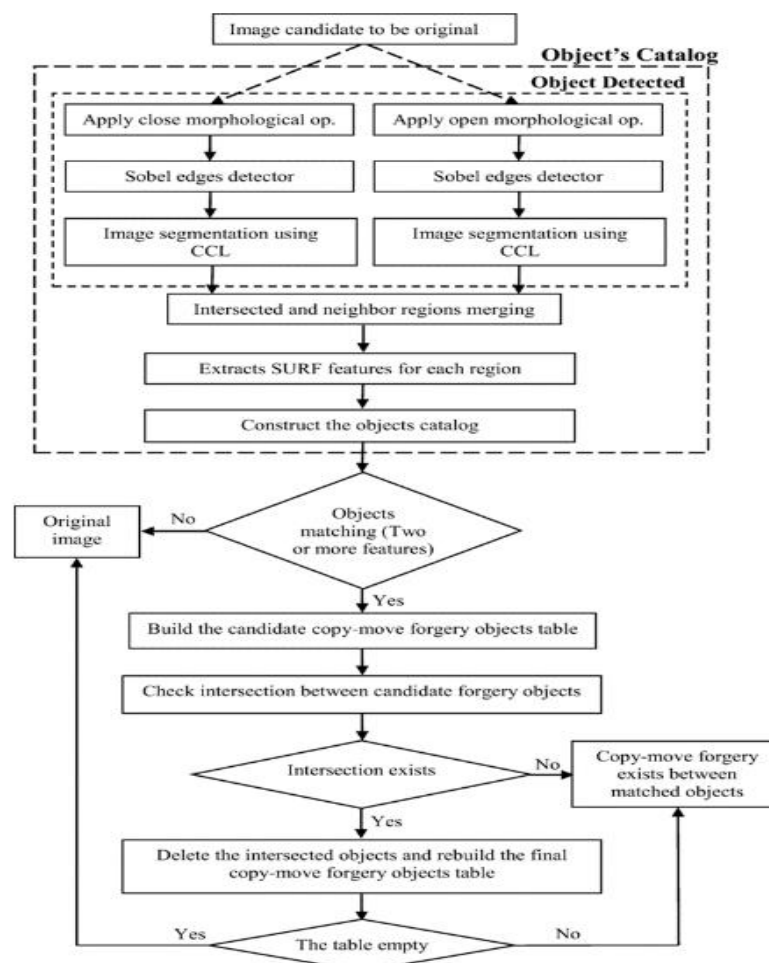 Image candidate to be original
Object's Catalog
Object Detected
Apply close morphological op.
Apply open morphological op.
Sobel edges detector
Sobel edges detector
Image segmentation using
CCL
Image segmentation using
CCL
Intersected and neighbor regions merging
Extracts SURF features for each region
Construct the objects catalog
Objects
matching (Two
or more features)
No
Original
image
Yes
Build the candidate copy-move forgery objects table
Check intersection between candidate forgery objects
Intersection exists
No
Copy-move forgery
exists between
matched objects
Yes
Delete the intersected objects and rebuild the final
copy-move forgery objects table
Yes
The table empty
No